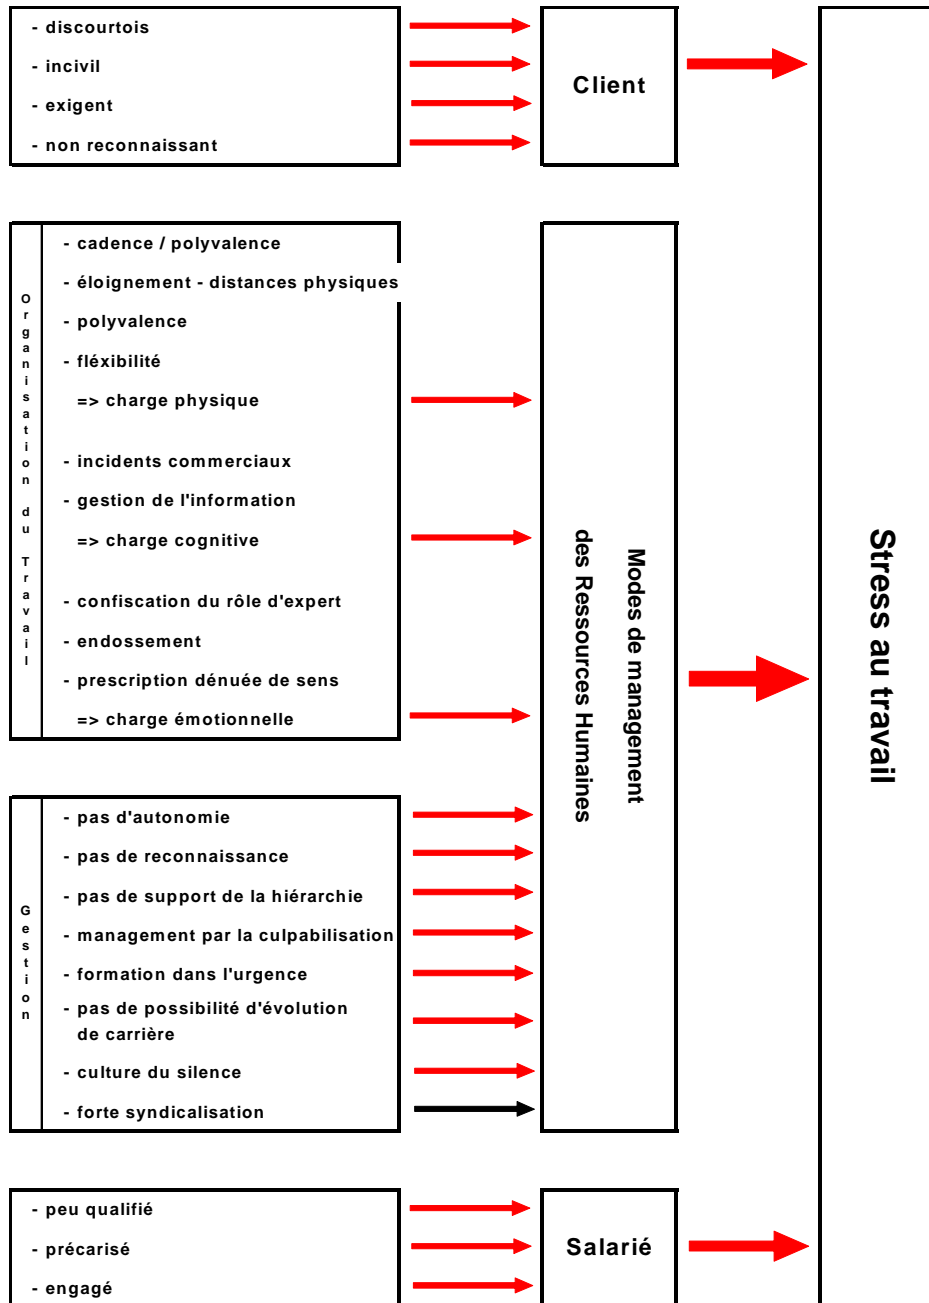 - discourtois
- incivil
- exigent
- non reconnaissant
Client
Organisation du Travail
- cadence / polyvalence
- éloignement - distances physiques
- polyvalence
- fléxibilité
=> charge physique
- incidents commerciaux
- gestion de l'information
=> charge cognitive
- confiscation du rôle d'expert
- endossement
- prescription dénuée de sens
=> charge émotionnelle
Gestion
- pas d'autonomie
- pas de reconnaissance
- pas de support de la hiérarchie
- management par la culpabilisation
- formation dans l'urgence
- pas de possibilité d'évolution
de carrière
- culture du silence
- forte syndicalisation
Modes de management
des Ressources Humaines
- peu qualifié
- précarisé
- engagé
Salarié
Stress au travail